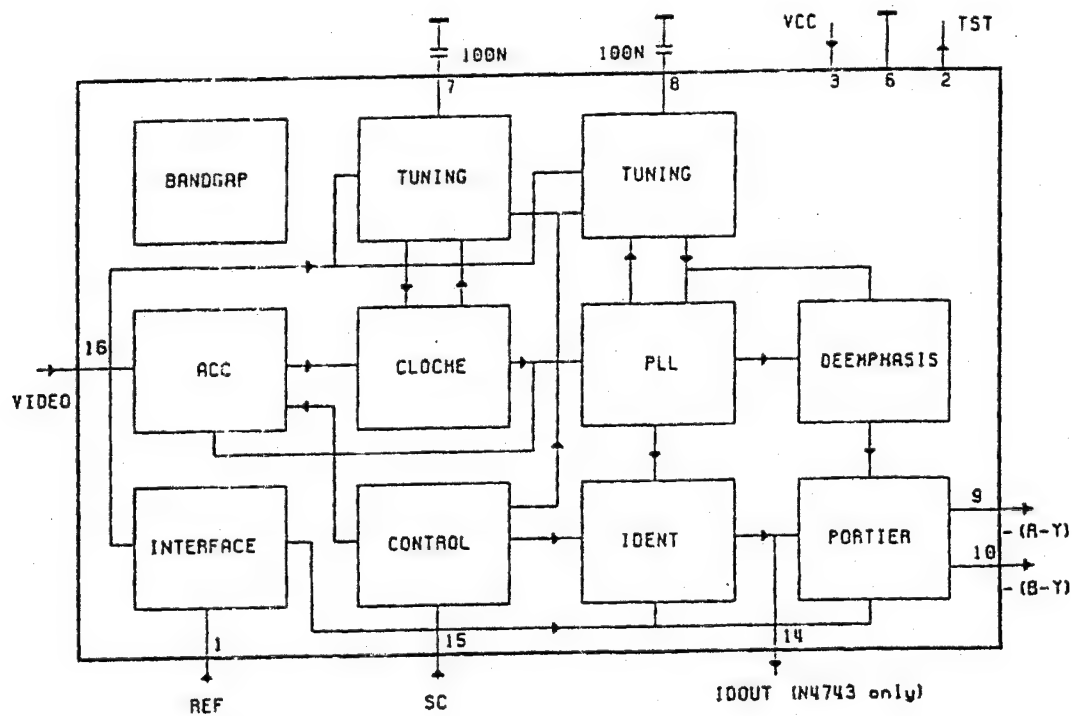 100N
100N
VCC
TST
7
8
3
6
2
BANDGAP
TUNING
TUNING
16
ACC
CLOCHE
PLL
DEEMPHASIS
VIDEO
INTERFACE
CONTROL
IDENT
PORTIER
9
-(R-Y)
10
-(B-Y)
1
15
14
REF
SC
IDOUT (N4743 only)